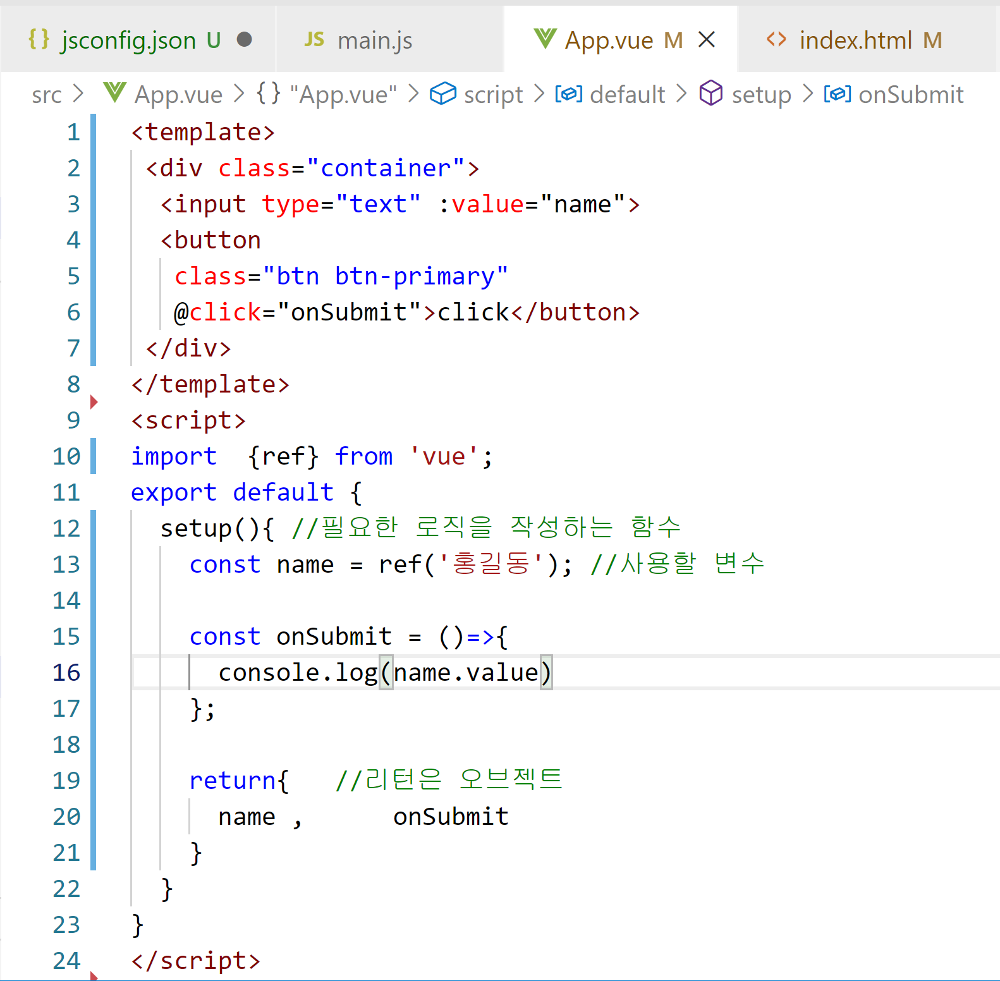 {} jsconfig.json U ● JS main.js App.vue M × <> index.html M
src > App.vue > {} "App.vue" > script > default > setup > onSubmit
1 <template>
2 <div class="container">
3 <input type="text" :value="name">
4 <button
5 class="btn btn-primary"
6 @click="onSubmit">click</button>
7 </div>
8 </template>
9 <script>
10 import  {ref} from 'vue';
11 export default {
12 setup(){ //필요한 로직을 작성하는 함수
13 const name = ref('홍길동'); //사용할 변수
14
15 const onSubmit = ()=>{
16 console.log(name.value)
17 };
18
19 return{   //리턴은 오브젝트
20 name ,      onSubmit
21 }
22 }
23 }
24 </script>